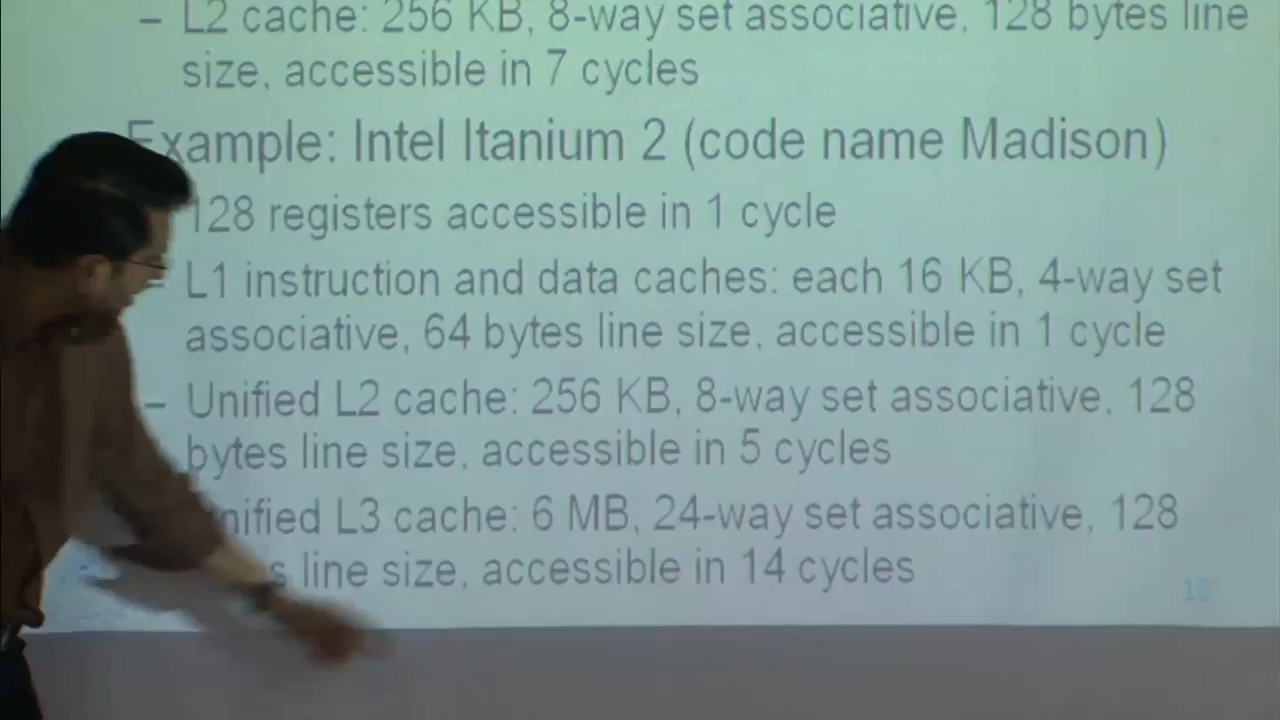 – L2 cache: 256 KB, 8-way set associative, 128 bytes line
size, accessible in 7 cycles
Example: Intel Itanium 2 (code name Madison)
128 registers accessible in 1 cycle
– L1 instruction and data caches: each 16 KB, 4-way set
associative, 64 bytes line size, accessible in 1 cycle
– Unified L2 cache: 256 KB, 8-way set associative, 128
bytes line size, accessible in 5 cycles
L3 cache: 6 MB, 24-way set associative, 128
line size, accessible in 14 cycles